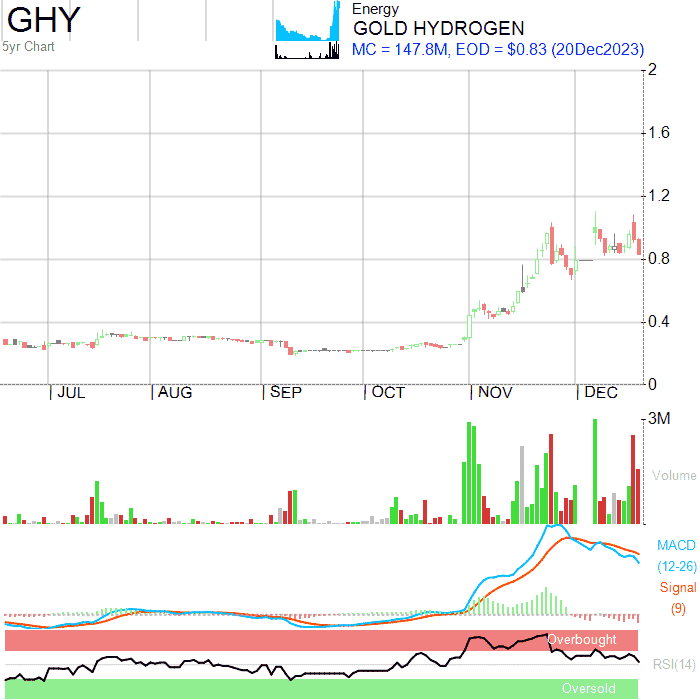 GHY
5yr Chart
Energy
GOLD HYDROGEN
MC = 147.8M, EOD = $0.83 (20Dec2023)
2
1.6
1.2
0.8
0.4
0
JUL AUG SEP OCT NOV DEC
3M
Volume
MACD
(12-26)
Signal
(9)
Overbought
RSI(14)
Oversold